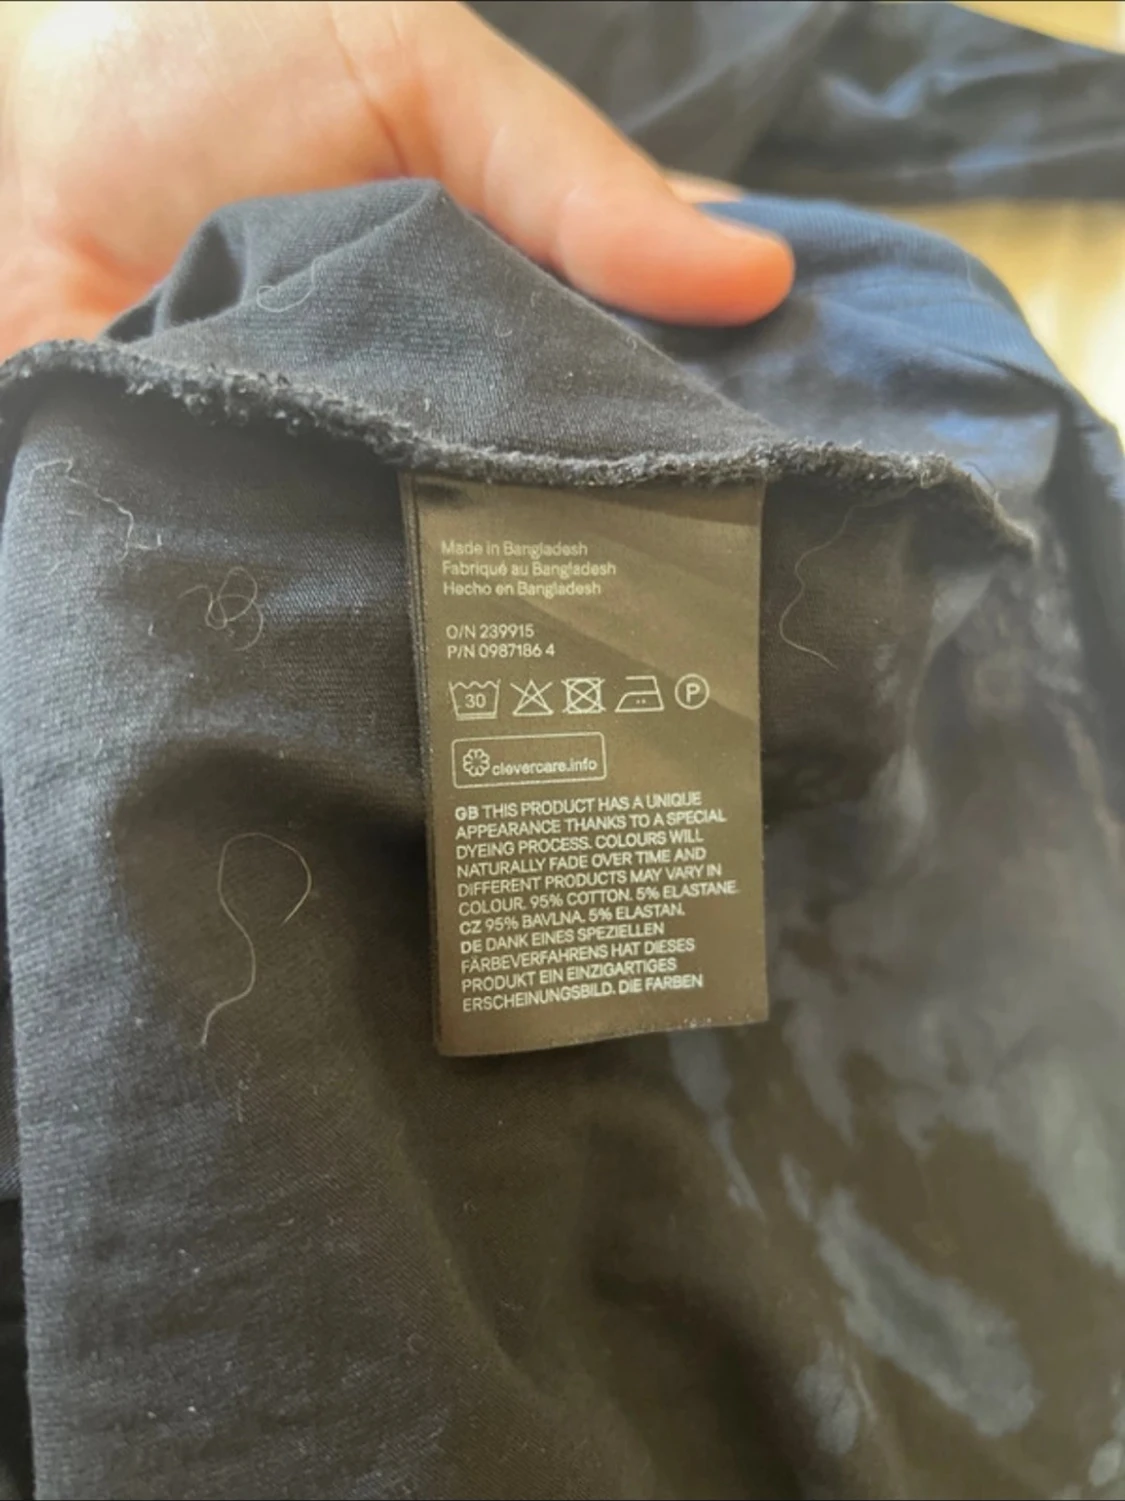 Made in Bangladesh
Fabriqué au Bangladesh
Hecho en Bangladesh
O/N 239915
P/N 0987186 4
30 P
clevercare.info
GB THIS PRODUCT HAS A UNIQUE
APPEARANCE THANKS TO A SPECIAL
DYEING PROCESS. COLOURS WILL
NATURALLY FADE OVER TIME AND
DIFFERENT PRODUCTS MAY VARY IN
COLOUR. 95% COTTON. 5% ELASTANE.
CZ 95% BAVLNA. 5% ELASTAN.
DE DANK EINES SPEZIELLEN
FÄRBEVERFAHRENS HAT DIESES
PRODUKT EIN EINZIGARTIGES
ERSCHEINUNGSBILD. DIE FARBEN